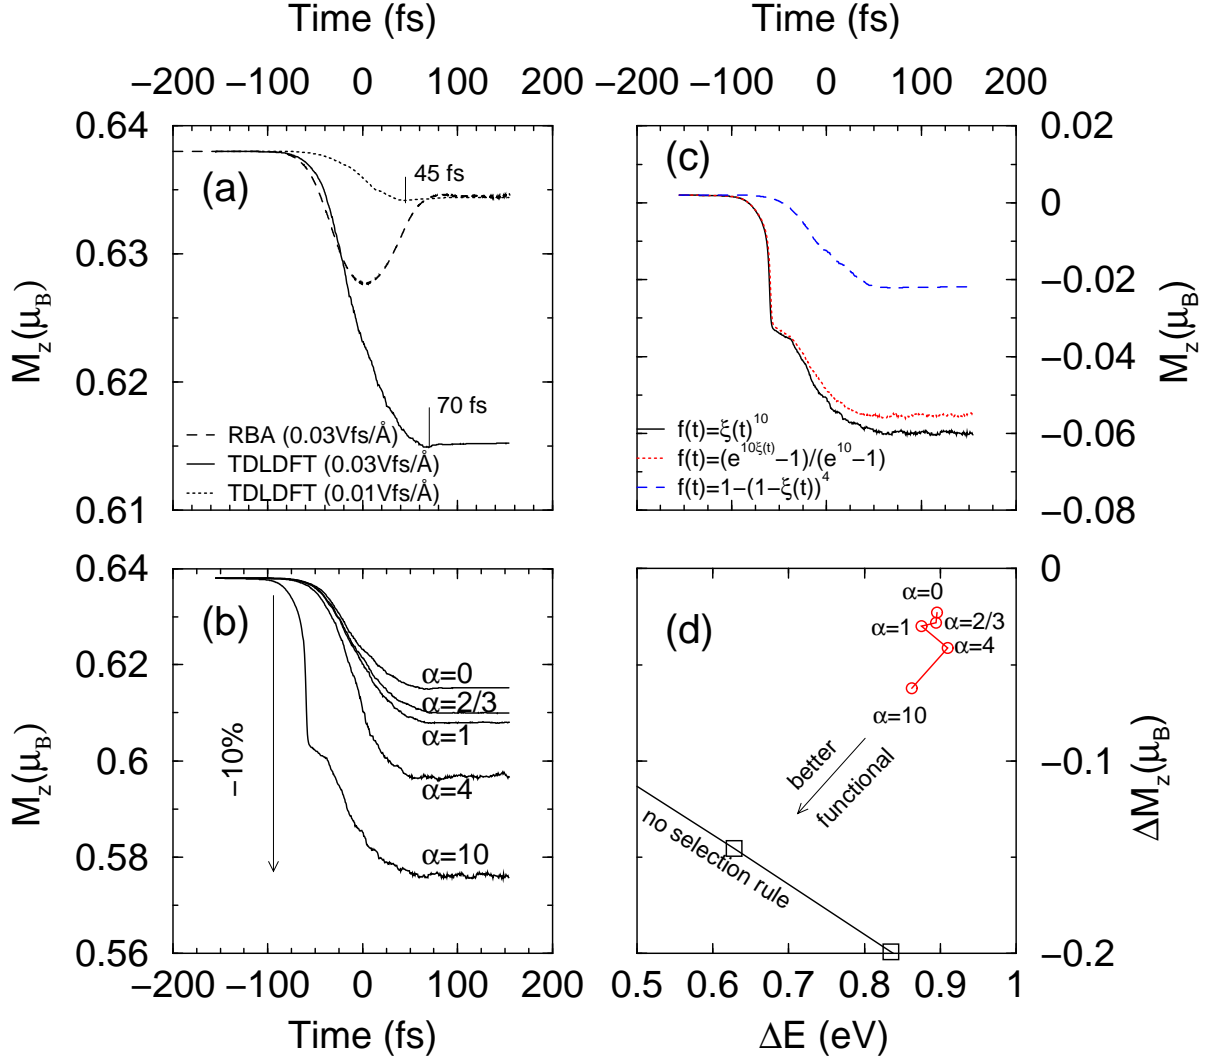 Time (fs)
Time (fs)
−200 −100 0 100 200
−200 −100 0 100 200
0.64
0.63
0.62
0.61
M_z(μ_B)
(a)
45 fs
70 fs
RBA (0.03Vfs/Å)
TDLDFT (0.03Vfs/Å)
TDLDFT (0.01Vfs/Å)
(c)
0.02
0
−0.02
−0.04
−0.06
−0.08
M_z(μ_B)
f(t)=ξ(t)^10
f(t)=(e^10ξ(t)−1)/(e^10−1)
f(t)=1−(1−ξ(t))^4
0.64
0.62
0.6
0.58
0.56
M_z(μ_B)
(b)
−10%
α=0
α=2/3
α=1
α=4
α=10
−200 −100 0 100 200
Time (fs)
(d)
α=0
α=2/3
α=1
α=4
α=10
better
functional
no selection rule
0
−0.1
−0.2
ΔM_z(μ_B)
0.5 0.6 0.7 0.8 0.9 1
ΔE (eV)